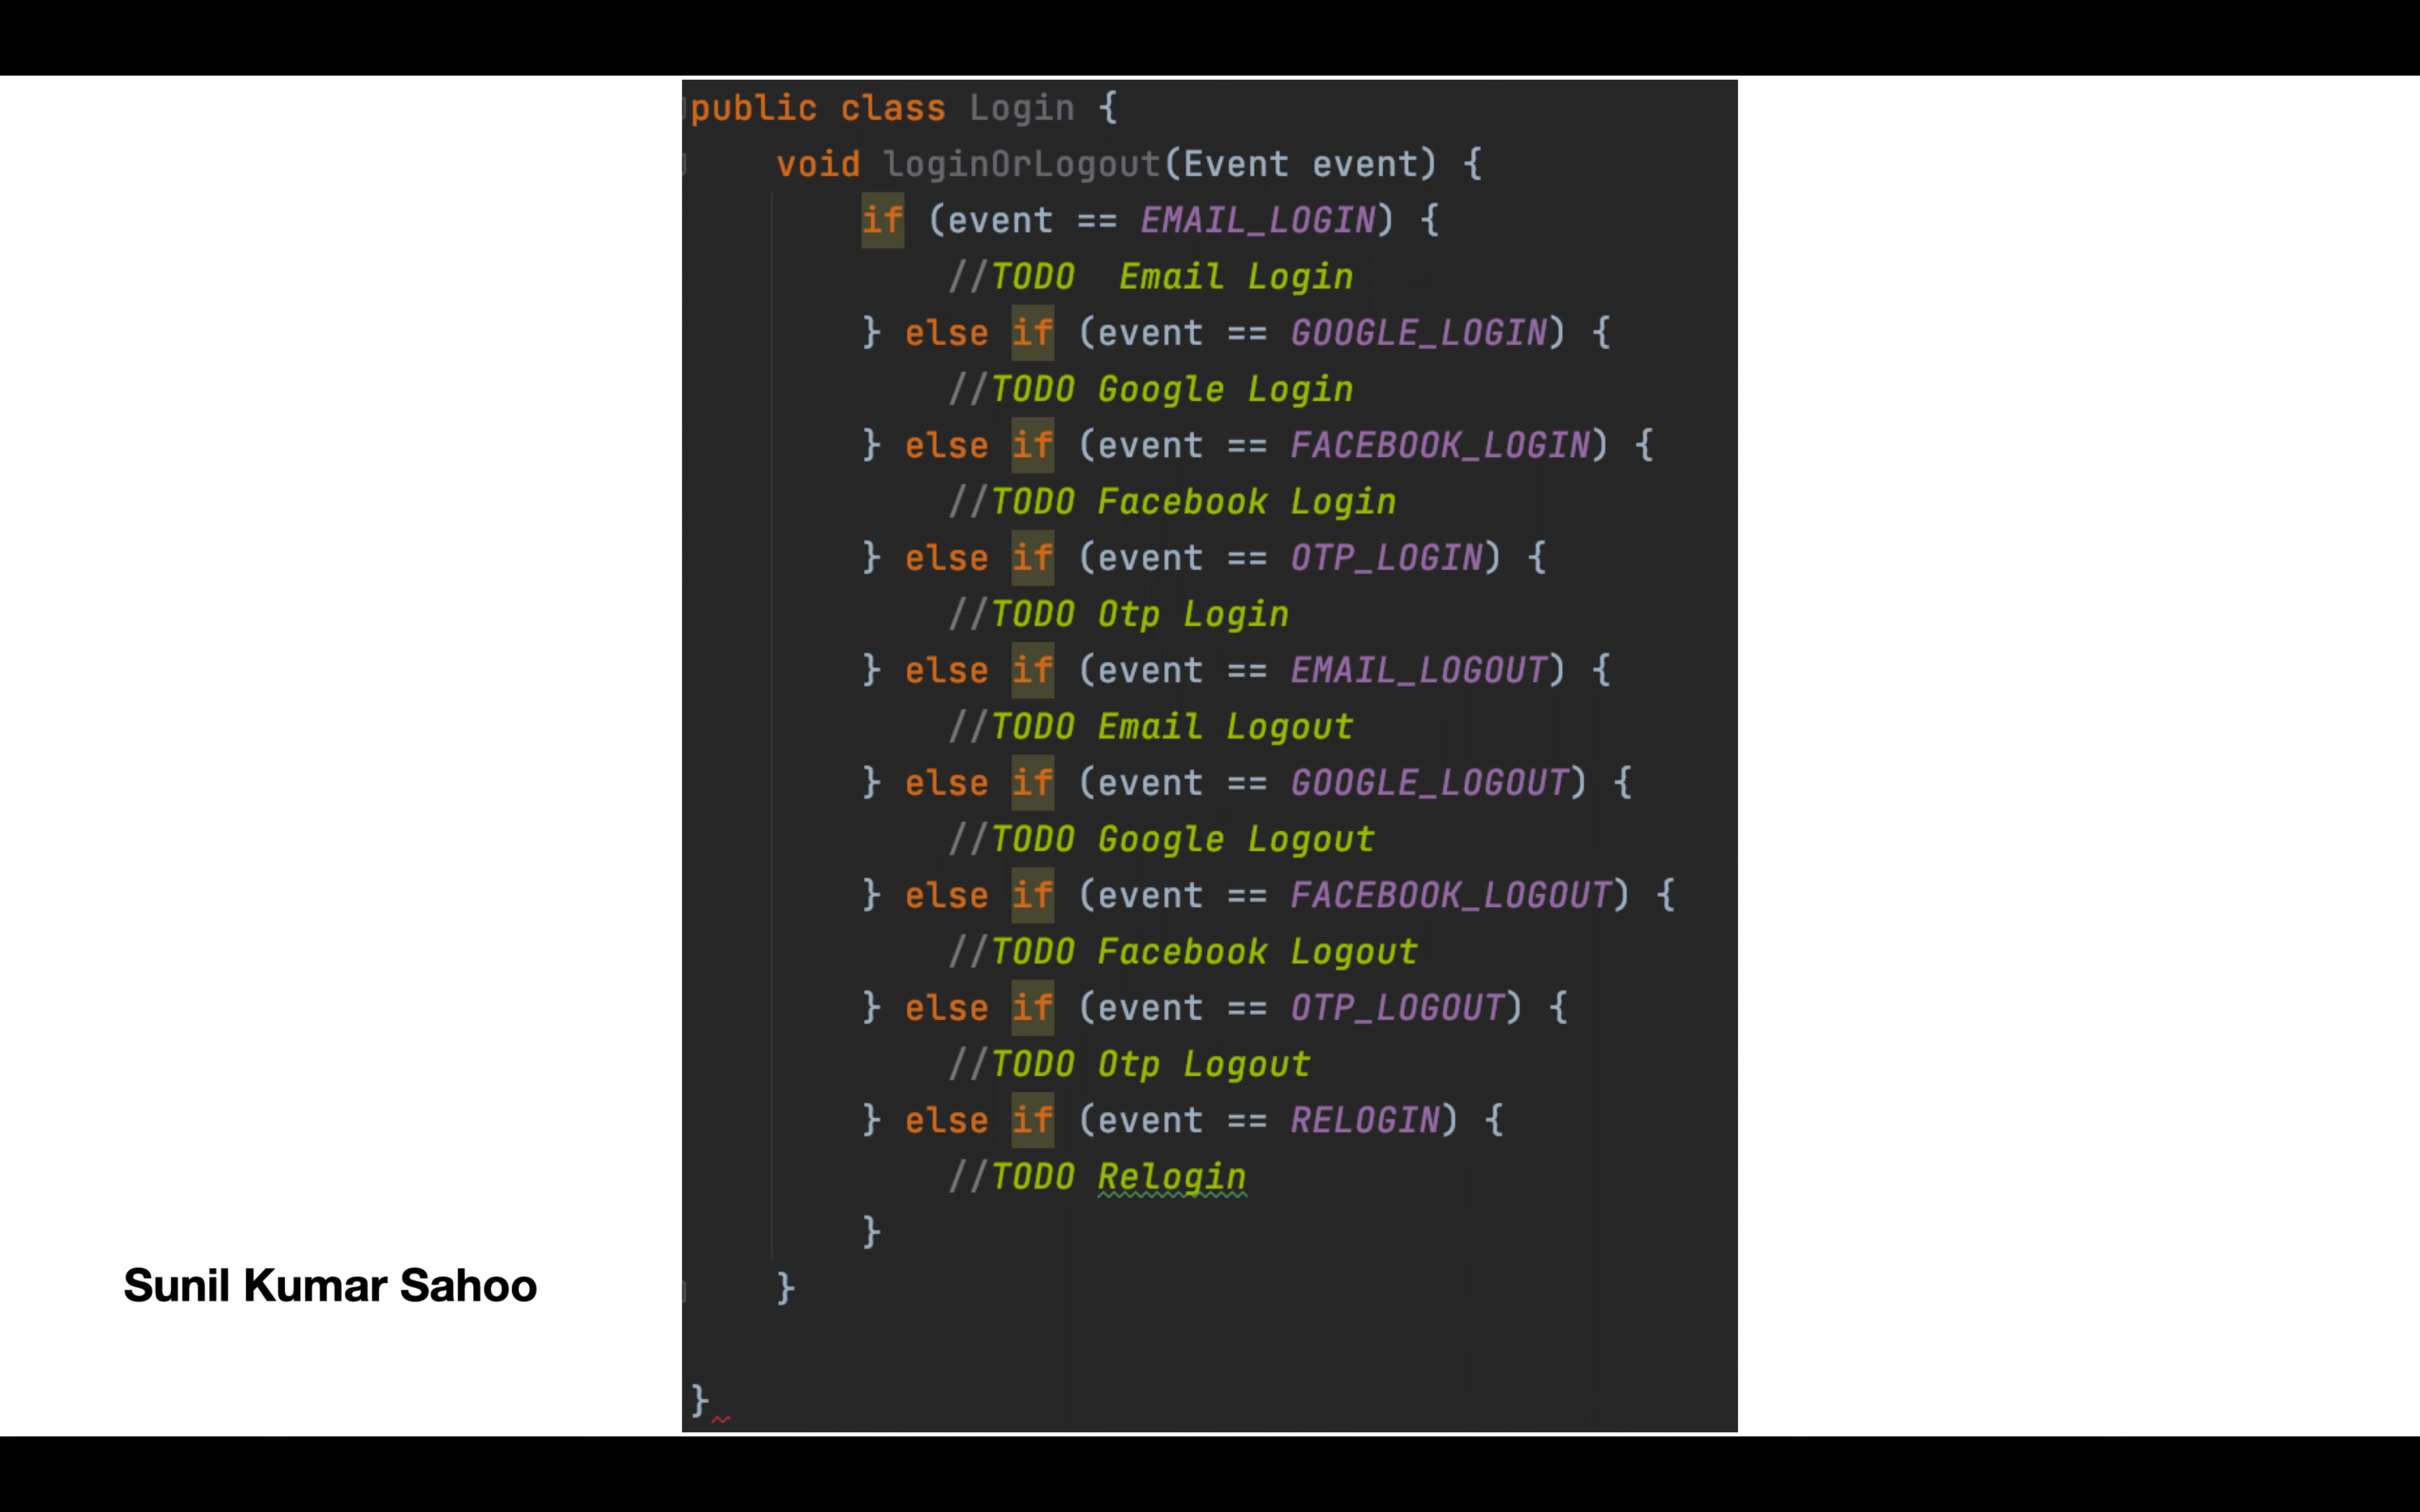 public class Login {
void loginOrLogout(Event event) {
if (event == EMAIL_LOGIN) {
//TODO  Email Login
} else if (event == GOOGLE_LOGIN) {
//TODO Google Login
} else if (event == FACEBOOK_LOGIN) {
//TODO Facebook Login
} else if (event == OTP_LOGIN) {
//TODO Otp Login
} else if (event == EMAIL_LOGOUT) {
//TODO Email Logout
} else if (event == GOOGLE_LOGOUT) {
//TODO Google Logout
} else if (event == FACEBOOK_LOGOUT) {
//TODO Facebook Logout
} else if (event == OTP_LOGOUT) {
//TODO Otp Logout
} else if (event == RELOGIN) {
//TODO Relogin
}
}
}
Sunil Kumar Sahoo